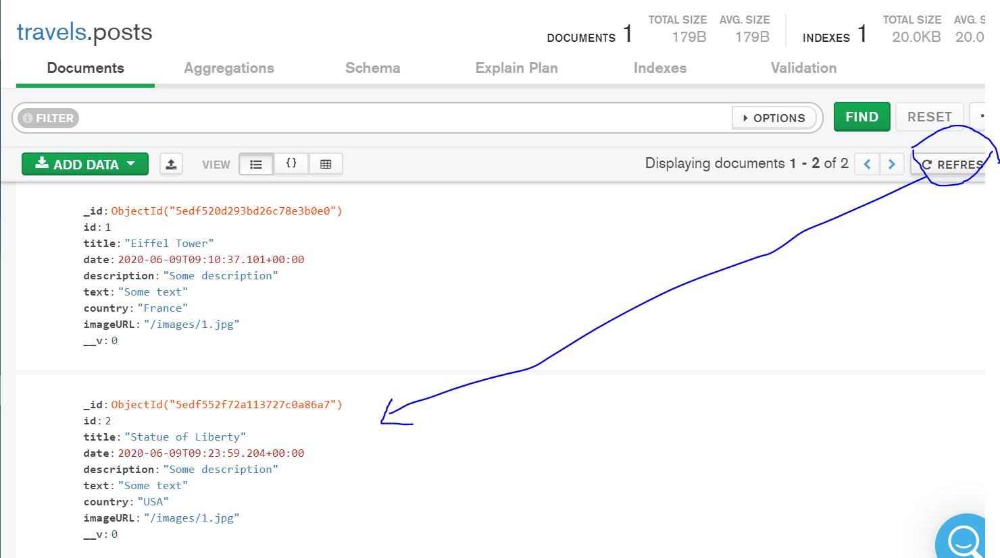 travels.posts
DOCUMENTS 1 TOTAL SIZE 179B AVG. SIZE 179B INDEXES 1 TOTAL SIZE 20.0KB AVG. S 20.0
Documents Aggregations Schema Explain Plan Indexes Validation
FILTER OPTIONS FIND RESET
ADD DATA VIEW {} Displaying documents 1 - 2 of 2 REFRES
_id: ObjectId("5edf520d293bd26c78e3b0e0")
id: 1
title: "Eiffel Tower"
date: 2020-06-09T09:10:37.101+00:00
description: "Some description"
text: "Some text"
country: "France"
imageURL: "/images/1.jpg"
__v: 0
_id: ObjectId("5edf552f72a113727c0a86a7")
id: 2
title: "Statue of Liberty"
date: 2020-06-09T09:23:59.204+00:00
description: "Some description"
text: "Some text"
country: "USA"
imageURL: "/images/1.jpg"
__v: 0